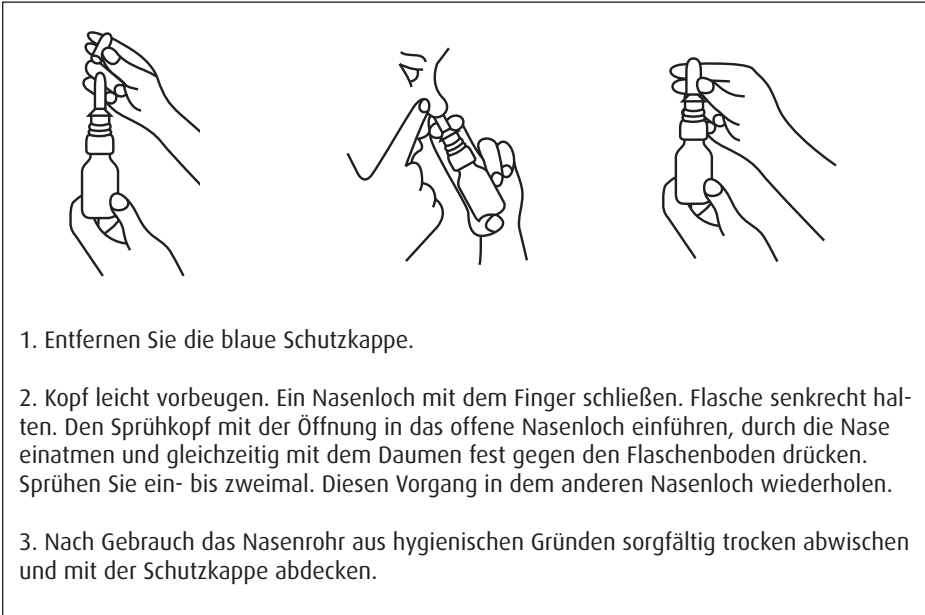 1. Entfernen Sie die blaue Schutzkappe.
2. Kopf leicht vorbeugen. Ein Nasenloch mit dem Finger schließen. Flasche senkrecht hal-
ten. Den Sprühkopf mit der Öffnung in das offene Nasenloch einführen, durch die Nase
einatmen und gleichzeitig mit dem Daumen fest gegen den Flaschenboden drücken.
Sprühen Sie ein- bis zweimal. Diesen Vorgang in dem anderen Nasenloch wiederholen.
3. Nach Gebrauch das Nasenrohr aus hygienischen Gründen sorgfältig trocken abwischen
und mit der Schutzkappe abdecken.